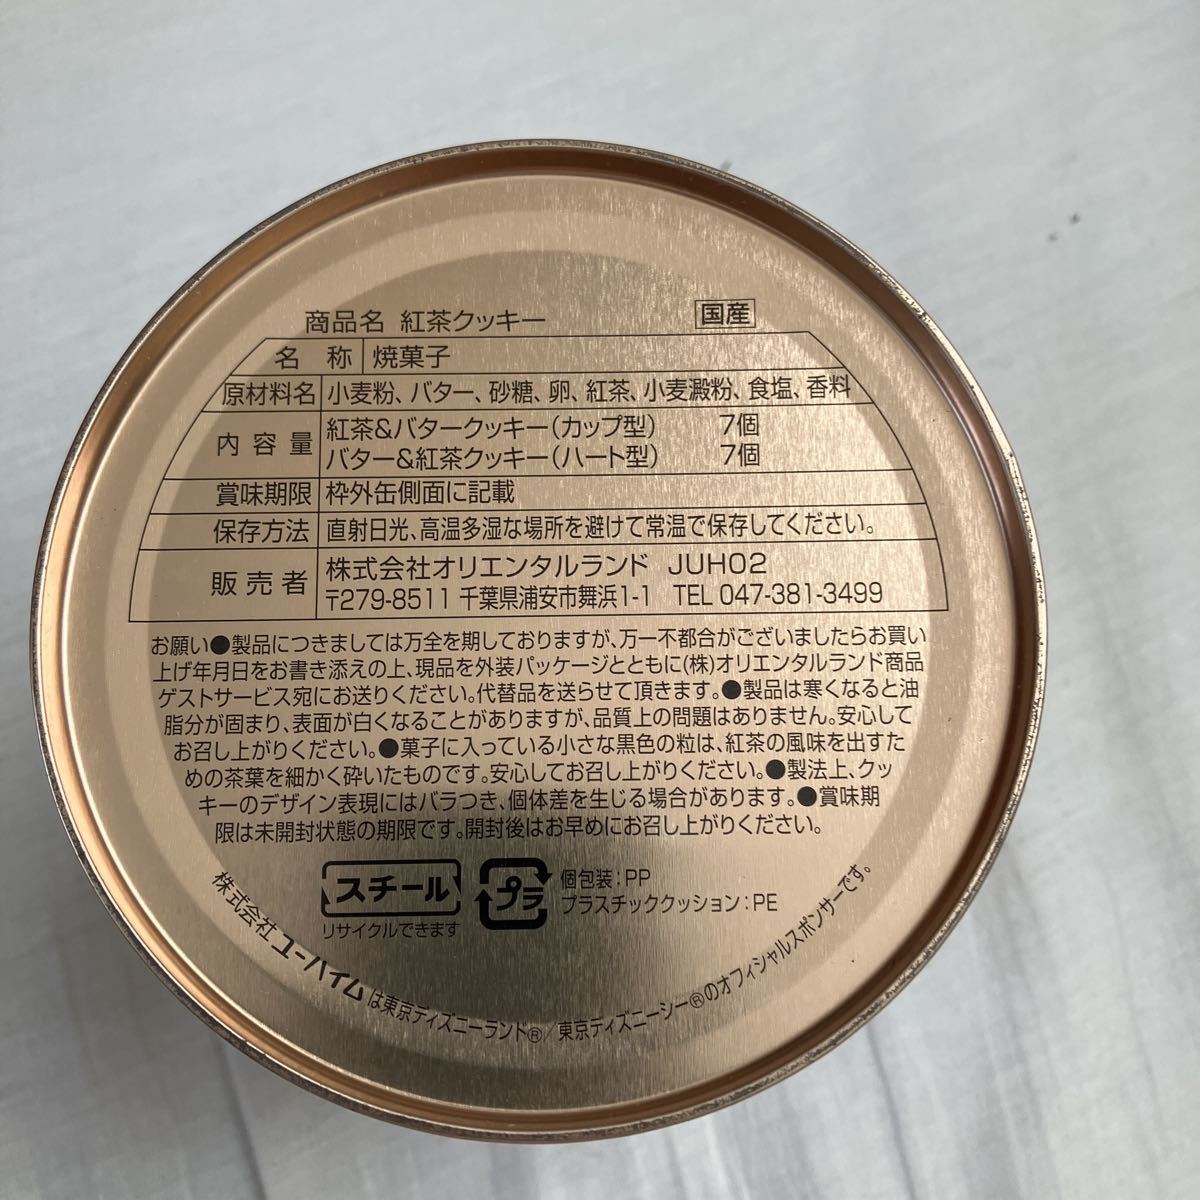 商品名 紅茶クッキー 国産
名称 焼菓子
原材料名 小麦粉、バター、砂糖、卵、紅茶、小麦澱粉、食塩、香料
内容量 紅茶&バタークッキー(カップ型) 7個
バター&紅茶クッキー(ハート型) 7個
賞味期限 枠外缶側面に記載
保存方法 直射日光、高温多湿な場所を避けて常温で保存してください。
販売者 株式会社オリエンタルランド JUH02
〒279-8511 千葉県浦安市舞浜1-1 TEL 047-381-3499
お願い●製品につきましては万全を期しておりますが、万一不都合がございましたらお買い
上げ年月日をお書き添えの上、現品を外装パッケージとともに(株)オリエンタルランド商品
ゲストサービス宛にお送りください。代替品を送らせて頂きます。●製品は寒くなると油
脂分が固まり、表面が白くなることがありますが、品質上の問題はありません。安心して
お召し上がりください。●菓子に入っている小さな黒色の粒は、紅茶の風味を出すた
めの茶葉を細かく砕いたものです。安心してお召し上がりください。●製法上、クッ
キーのデザイン表現にはバラつき、個体差を生じる場合があります。●賞味期
限は未開封状態の期限です。開封後はお早めにお召し上がりください。
スチール
リサイクルできます
プラ
個包装:PP
プラスチッククッション:PE
株式会社 ユーハイム は東京ディズニーランド®/東京ディズニーシー®のオフィシャルスポンサーです。